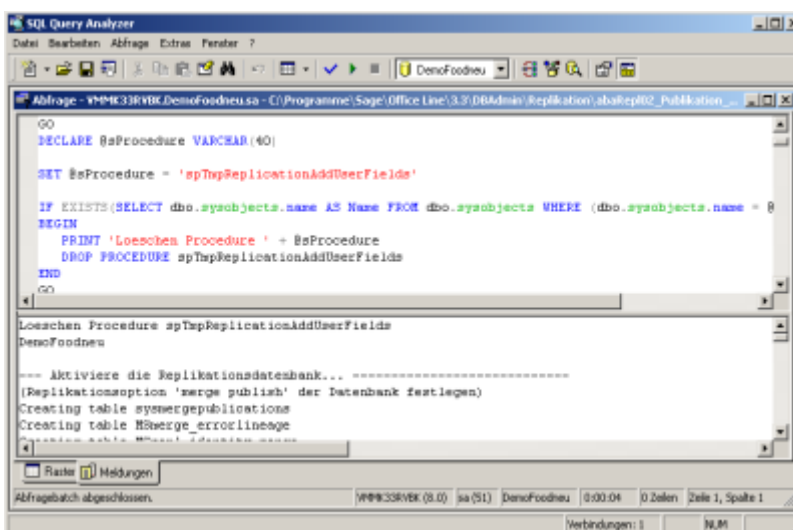 SQL Query Analyzer
Datei Bearbeiten Abfrage Extras Fenster ?
DemoFoodneu
Abfrage - VMMK33RVBK.DemoFoodneu.sa - C:\Programme\Sage\Office Line\3.3\DBAdmin\Replikation\abaRepl02_Publikation_...
GO
DECLARE @sProcedure VARCHAR(40)
SET @sProcedure = 'spTmpReplicationAddUserFields'
IF EXISTS(SELECT dbo.sysobjects.name AS Name FROM dbo.sysobjects WHERE (dbo.sysobjects.name = @
BEGIN
PRINT 'Loeschen Procedure ' + @sProcedure
DROP PROCEDURE spTmpReplicationAddUserFields
END
GO
Loeschen Procedure spTmpReplicationAddUserFields
DemoFoodneu
--- Aktiviere die Replikationsdatenbank... ----------------------------
(Replikationsoption 'merge publish' der Datenbank festlegen)
Creating table sysmergepublications
Creating table MSmerge_errorlineage
Raster Meldungen
Abfragebatch abgeschlossen. VMMK33RVBK (8.0) sa (51) DemoFoodneu 0:00:04 0 Zeilen Zeile 1, Spalte 1
Verbindungen: 1 NUM